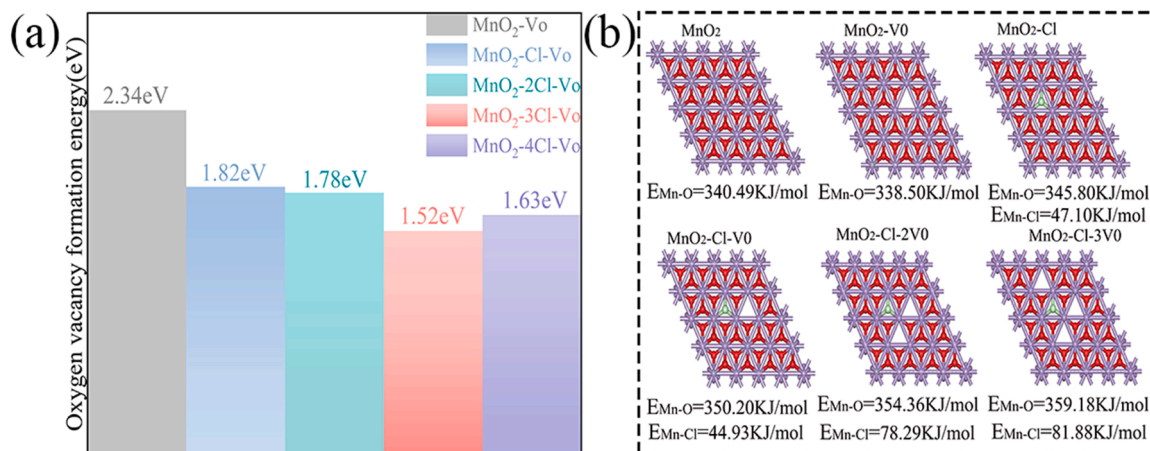 (a)
Oxygen vacancy formation energy(eV)
MnO₂-Vo
MnO₂-Cl-Vo
MnO₂-2Cl-Vo
MnO₂-3Cl-Vo
MnO₂-4Cl-Vo
2.34eV
1.82eV
1.78eV
1.52eV
1.63eV
(b)
MnO₂
MnO₂-V0
MnO₂-Cl
EMn-O=340.49KJ/mol
EMn-O=338.50KJ/mol
EMn-O=345.80KJ/mol
EMn-Cl=47.10KJ/mol
MnO₂-Cl-V0
MnO₂-Cl-2V0
MnO₂-Cl-3V0
EMn-O=350.20KJ/mol
EMn-O=354.36KJ/mol
EMn-O=359.18KJ/mol
EMn-Cl=44.93KJ/mol
EMn-Cl=78.29KJ/mol
EMn-Cl=81.88KJ/mol